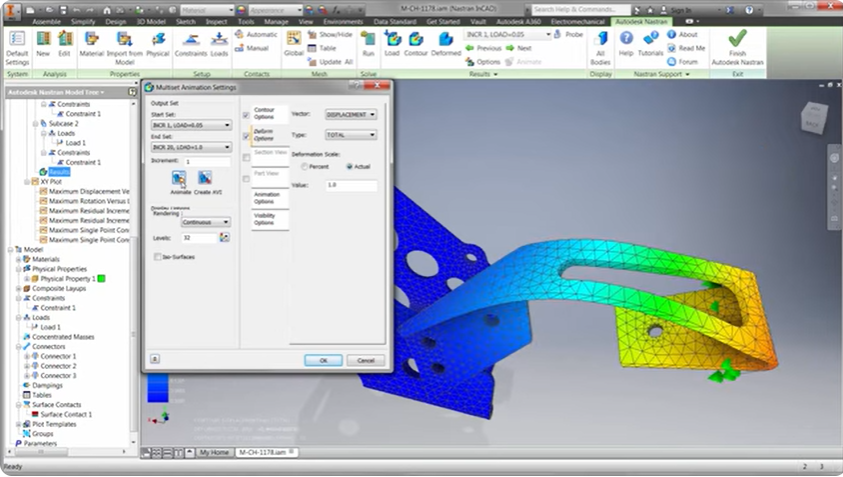 Material
Appearance
M-CH-1178.iam (Nastran InCAD)
Search Help & Commands...
Sign In
Assemble Simplify Design 3D Model Sketch Inspect Tools Manage View Environments Autodesk Standard Results Get Started Vault Autodesk A360 Electromechanical Autodesk Nastran
Default Settings
New
Edit
Material
Import from Model
Physical
Constraints
Loads
Automatic
Manual
Global
Show/Hide
Table
Update All
Run
Load
Contour
Deformed
INCR 1, LOAD=0.05
Probe
Previous
Next
Options
Animate
All Bodies
Help
Tutorials
About
Read Me
Forum
Finish Autodesk Nastran
System Analysis Properties Setup Contacts Mesh Solve Results Display Nastran Support Exit
Autodesk Nastran Model Tree
Constraints
Constraint 1
Subcase 2
Loads
Load 1
Constraints
Constraint 1
Results
XY Plot
Maximum Displacement Ve
Maximum Rotation Versus L
Maximum Residual Increme
Maximum Residual Increme
Maximum Single Point Con
Maximum Single Point Con
Model
Materials
Physical Properties
Physical Property 1
Composite Layups
Constraints
Constraint 1
Loads
Load 1
Concentrated Masses
Connectors
Connector 1
Connector 2
Connector 3
Dampings
Tables
Surface Contacts
Surface Contact 1
Plot Templates
Groups
Parameters
Multiset Animation Settings
Output Set
Start Set:
INCR 1, LOAD=0.05
End Set:
INCR 20, LOAD=1.0
Increment: 1
Animate Create AVI
Display Options
Rendering
Continuous
Levels: 32
Iso-Surfaces
Contour Options
Deform Options
Section View
Part View
Animation Options
Visibility Options
Vector: DISPLACEMENT
Type: TOTAL
Deformation Scale:
Percent Actual
Value: 1.0
OK Cancel
BACK
My Home M-CH-1178.iam
Ready
2 3